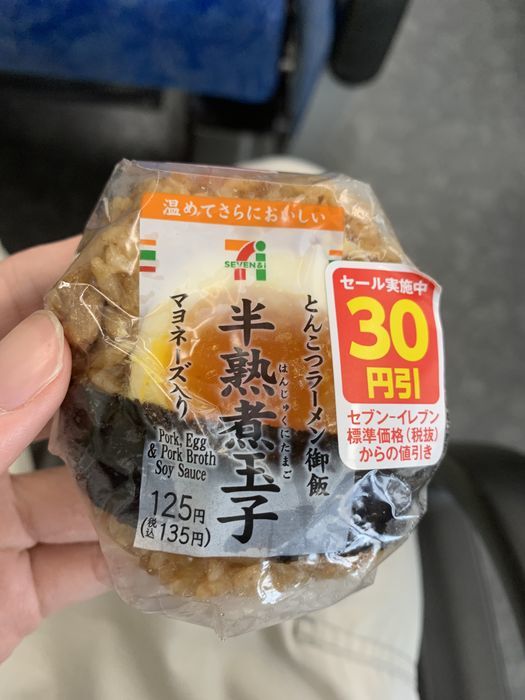 温めてさらにおいしい
SEVEN&i
とんこつラーメン御飯
半熟煮玉子
はんじゅくにたまご
マヨネーズ入り
Pork, Egg
& Pork Broth
Soy Sauce
125円
(税込 135円)
セール実施中
30
円引
セブン-イレブン
標準価格(税抜)
からの値引き